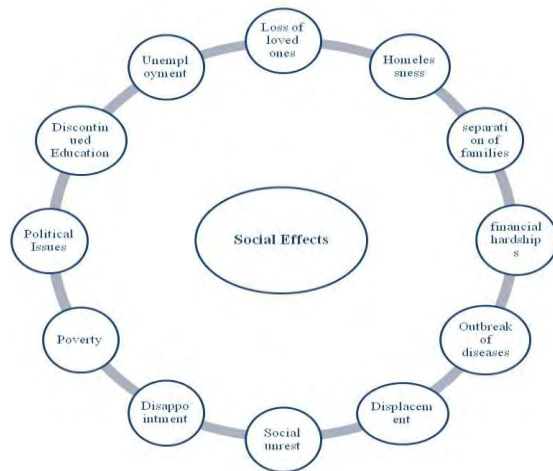 Loss of
loved
ones
Homeles
sness
separati
on of
families
financial
hardship
s
Outbreak
of
diseases
Displacem
ent
Social
unrest
Disappo
intment
Poverty
Political
Issues
Discontin
ued
Education
Unempl
oyment
Social Effects